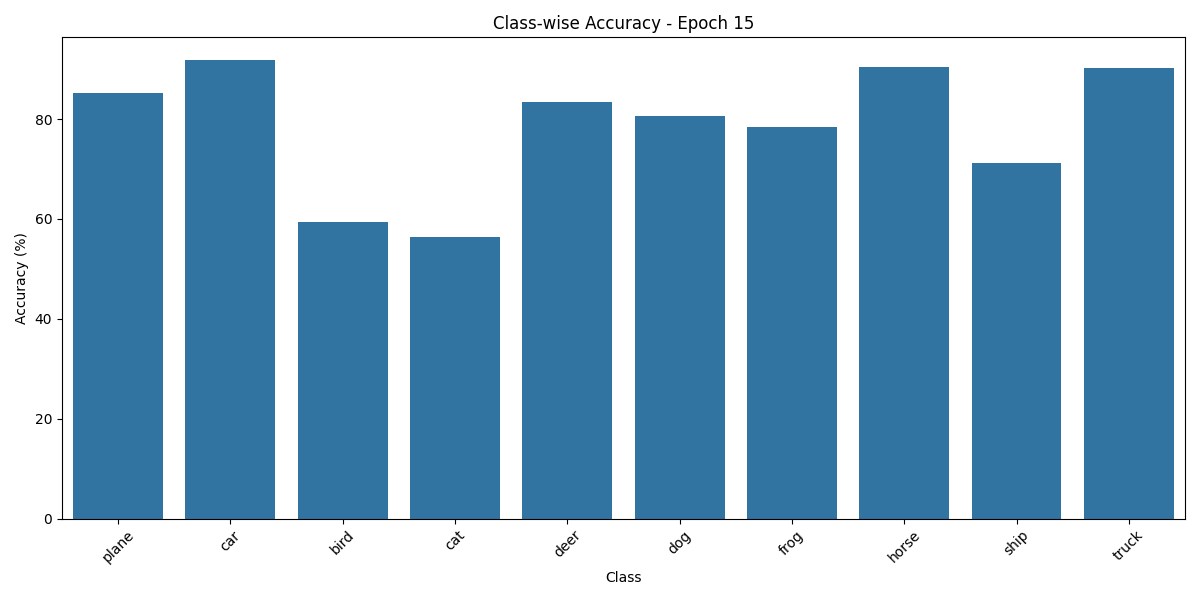 Class-wise Accuracy - Epoch 15
Accuracy (%)
80
60
40
20
0
plane
car
bird
cat
deer
dog
frog
horse
ship
truck
Class